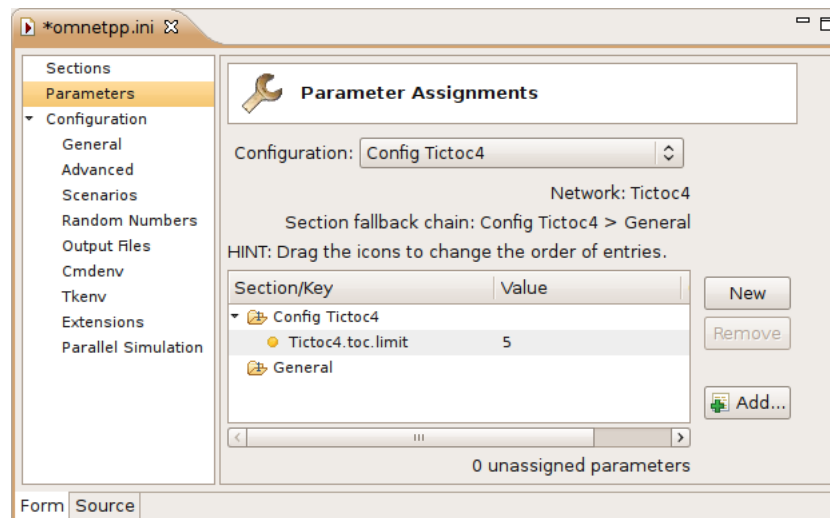 *omnetpp.ini
Sections
Parameters
Configuration
General
Advanced
Scenarios
Random Numbers
Output Files
Cmdenv
Tkenv
Extensions
Parallel Simulation
Parameter Assignments
Configuration: Config Tictoc4
Network: Tictoc4
Section fallback chain: Config Tictoc4 > General
HINT: Drag the icons to change the order of entries.
Section/Key Value
Config Tictoc4
Tictoc4.toc.limit 5
General
New
Remove
Add...
0 unassigned parameters
Form Source